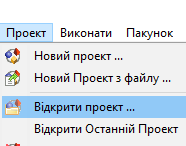 Проект Виконати Пакунок
Новий проект ...
Новий Проект з файлу ...
Відкрити проект ...
Відкрити Останній Проект